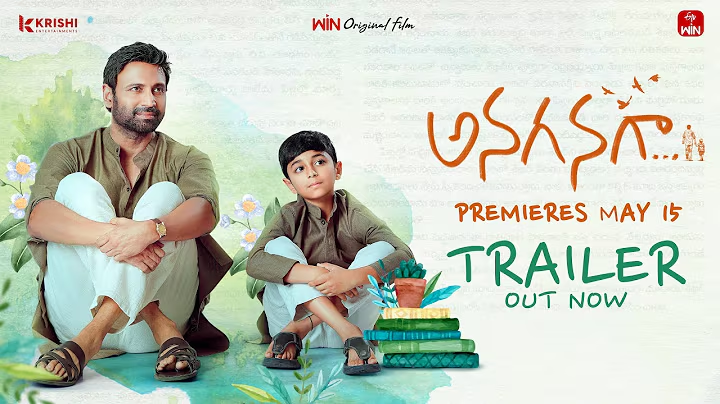 KRISHI
ENTERTAINMENTS
WIN Original Film
WIN
అనగనగా...
PREMIERES MAY 15
TRAILER
OUT NOW